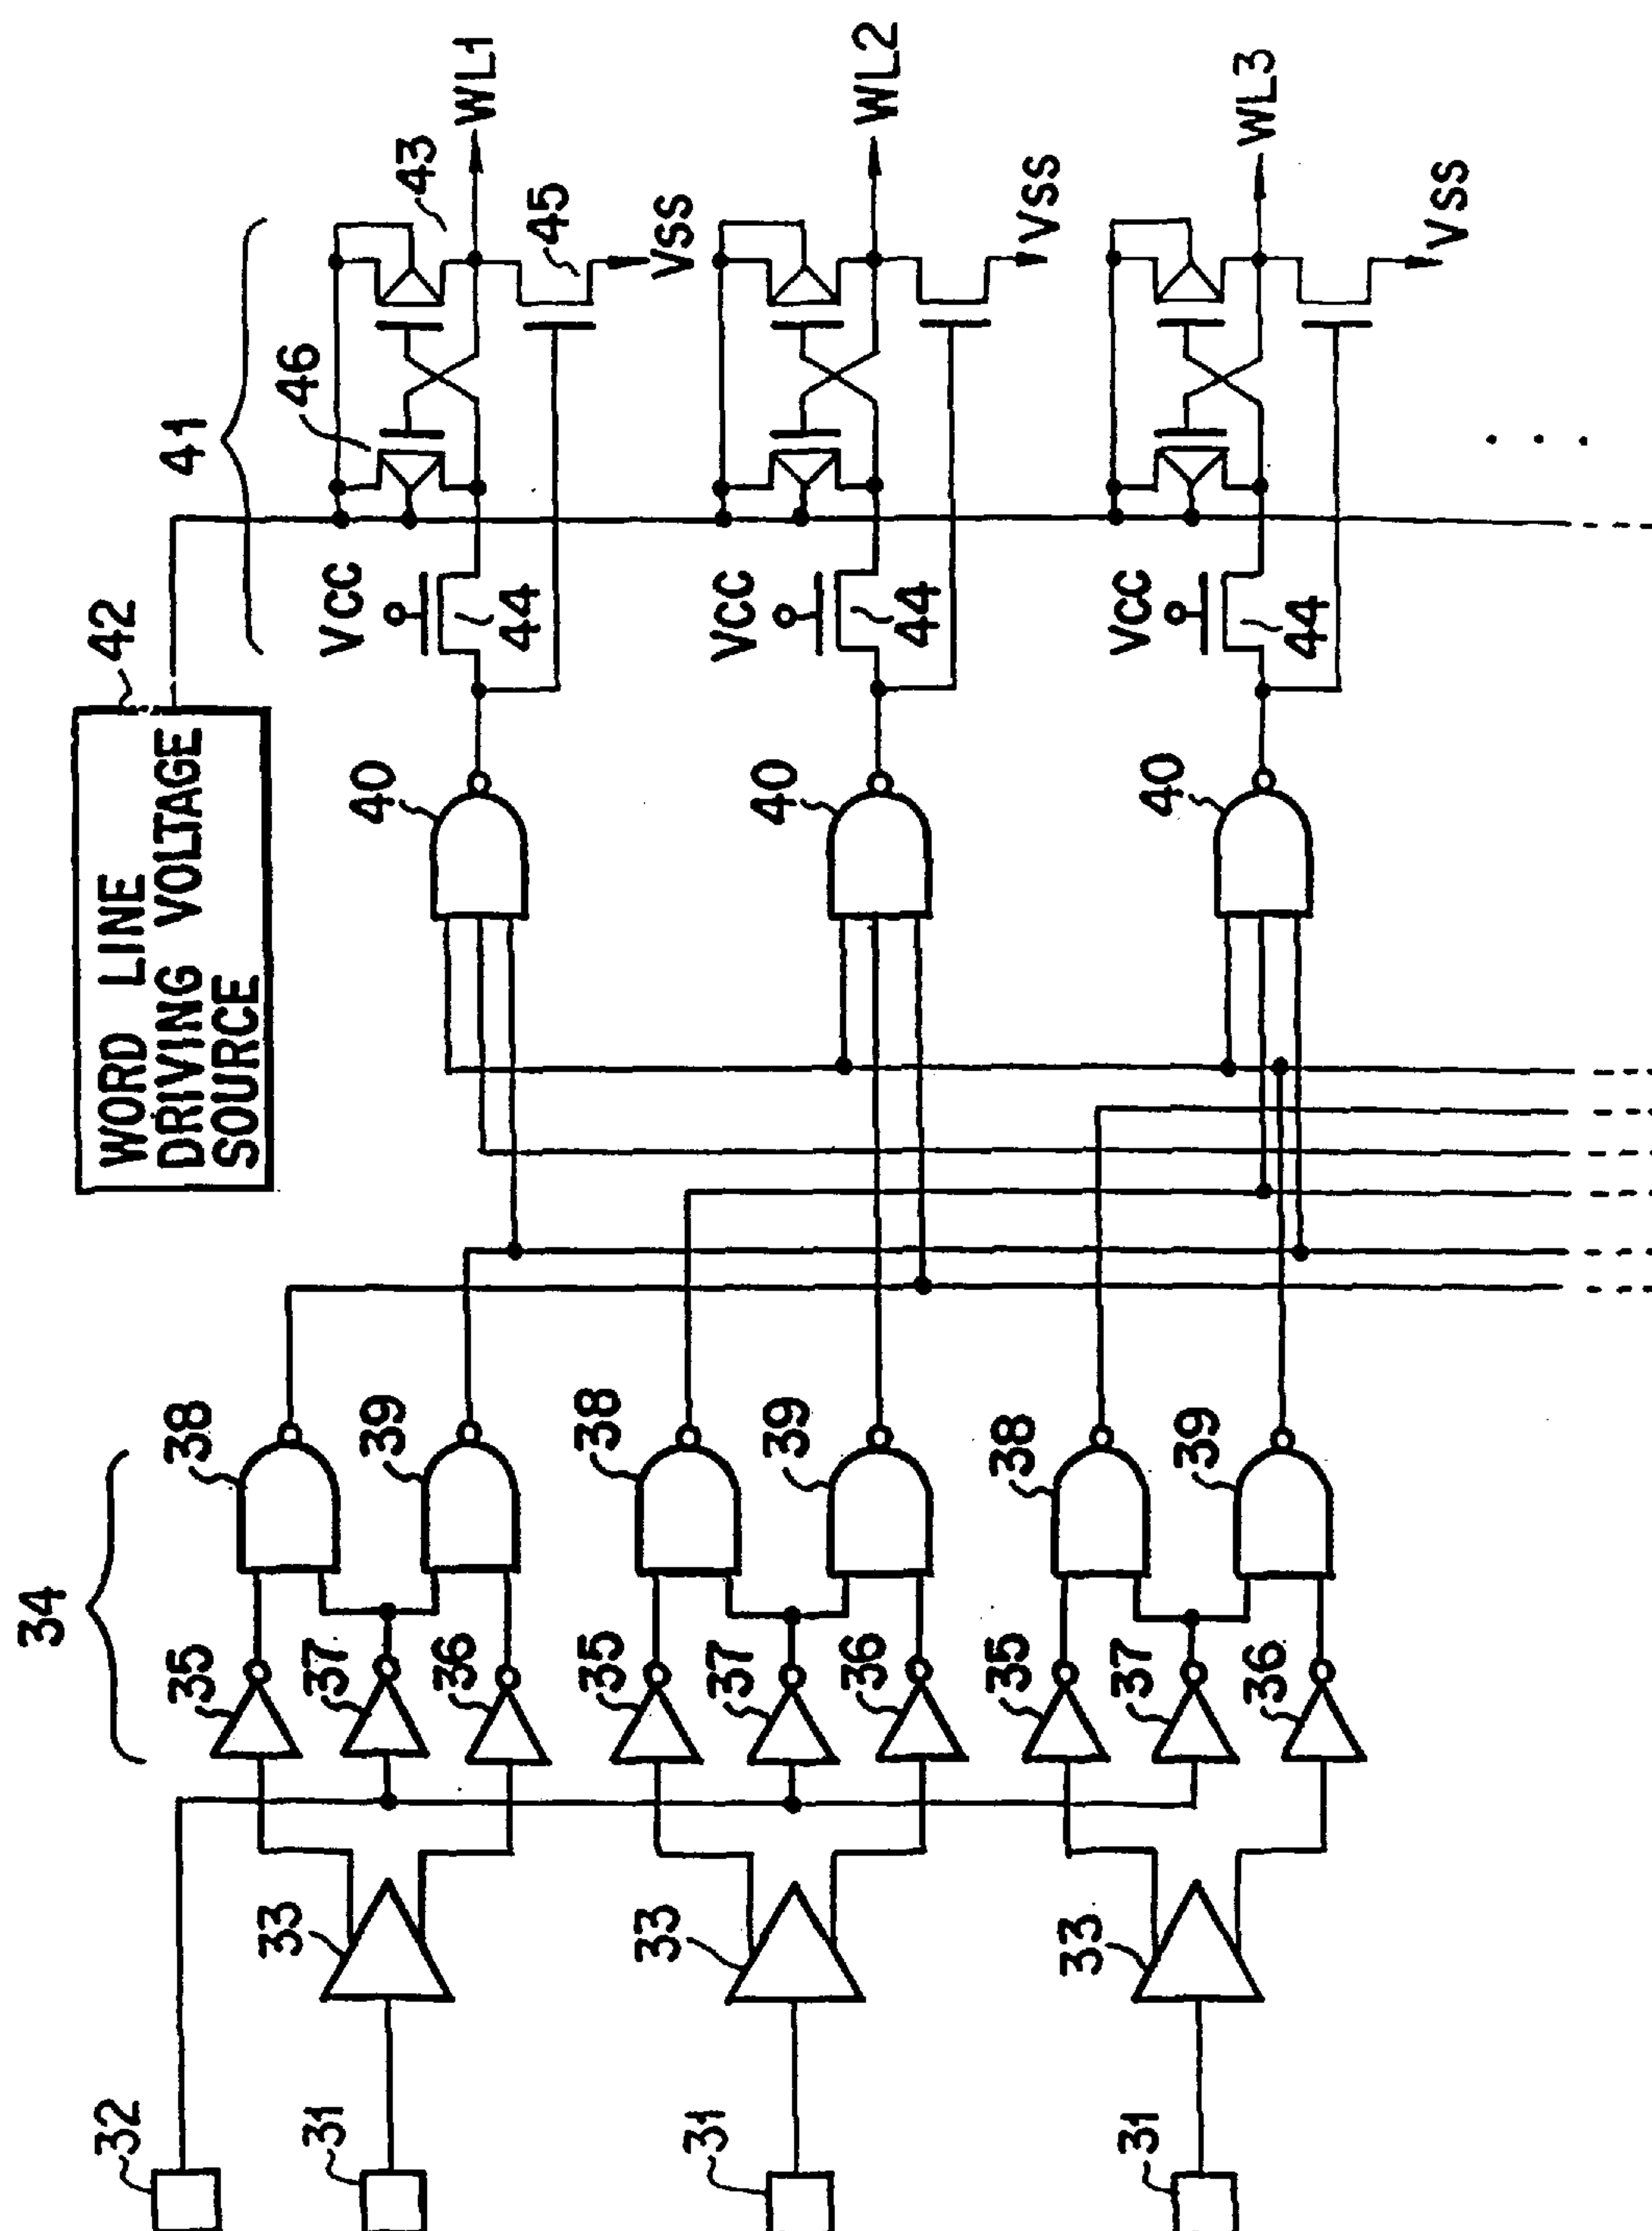 WORD LINE
DRIVING VOLTAGE
SOURCE
42
41
46
43
WL1
45
VSS
VCC
44
40
WL2
VSS
VCC
44
40
WL3
VSS
VCC
44
40
34
35
37
36
38
39
35
37
36
38
39
35
37
36
38
39
33
33
33
32
31
31
31